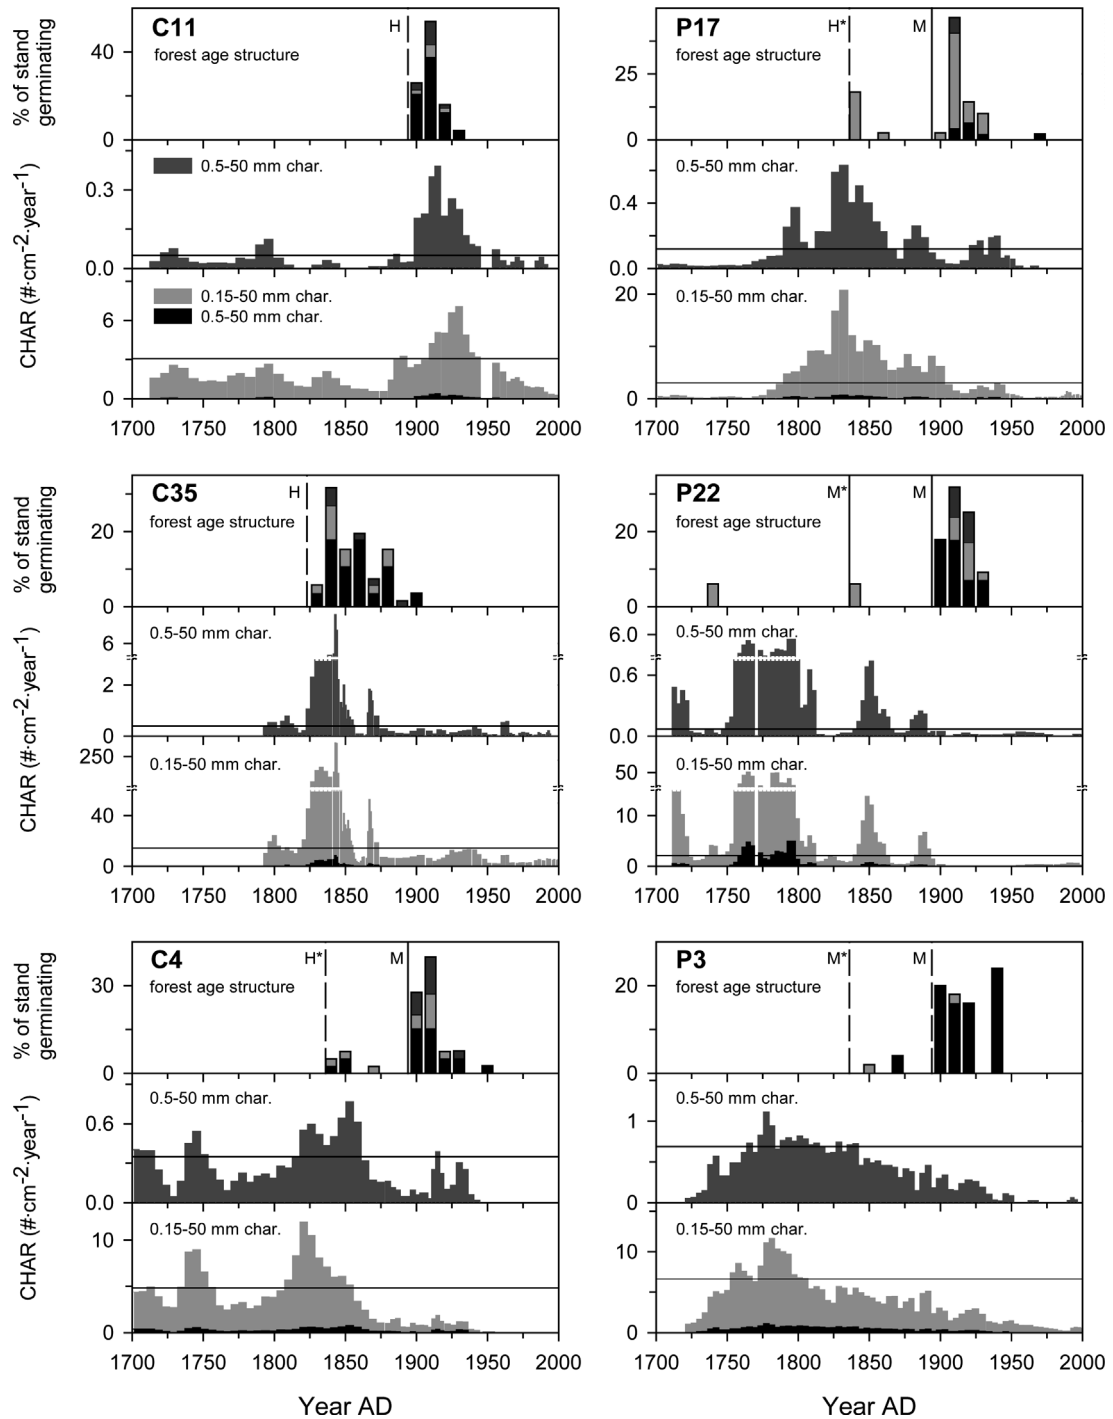 C11
forest age structure
H
% of stand
germinating
40
0
0.5-50 mm char.
0.3
0.0
0.15-50 mm char.
0.5-50 mm char.
6
0
CHAR (#·cm-2·year-1)
1700 1750 1800 1850 1900 1950 2000
P17
forest age structure
H*
M
25
0
0.5-50 mm char.
0.4
0.0
0.15-50 mm char.
20
0
1700 1750 1800 1850 1900 1950 2000
C35
forest age structure
H
% of stand
germinating
20
0
0.5-50 mm char.
6
2
0
0.15-50 mm char.
250
40
0
CHAR (#·cm-2·year-1)
1700 1750 1800 1850 1900 1950 2000
P22
forest age structure
M*
M
20
0
0.5-50 mm char.
6.0
0.6
0.0
0.15-50 mm char.
50
10
0
1700 1750 1800 1850 1900 1950 2000
C4
forest age structure
H*
M
% of stand
germinating
30
0
0.5-50 mm char.
0.6
0.0
0.15-50 mm char.
10
0
CHAR (#·cm-2·year-1)
1700 1750 1800 1850 1900 1950 2000
Year AD
P3
forest age structure
M*
M
20
0
0.5-50 mm char.
1
0
0.15-50 mm char.
10
0
1700 1750 1800 1850 1900 1950 2000
Year AD